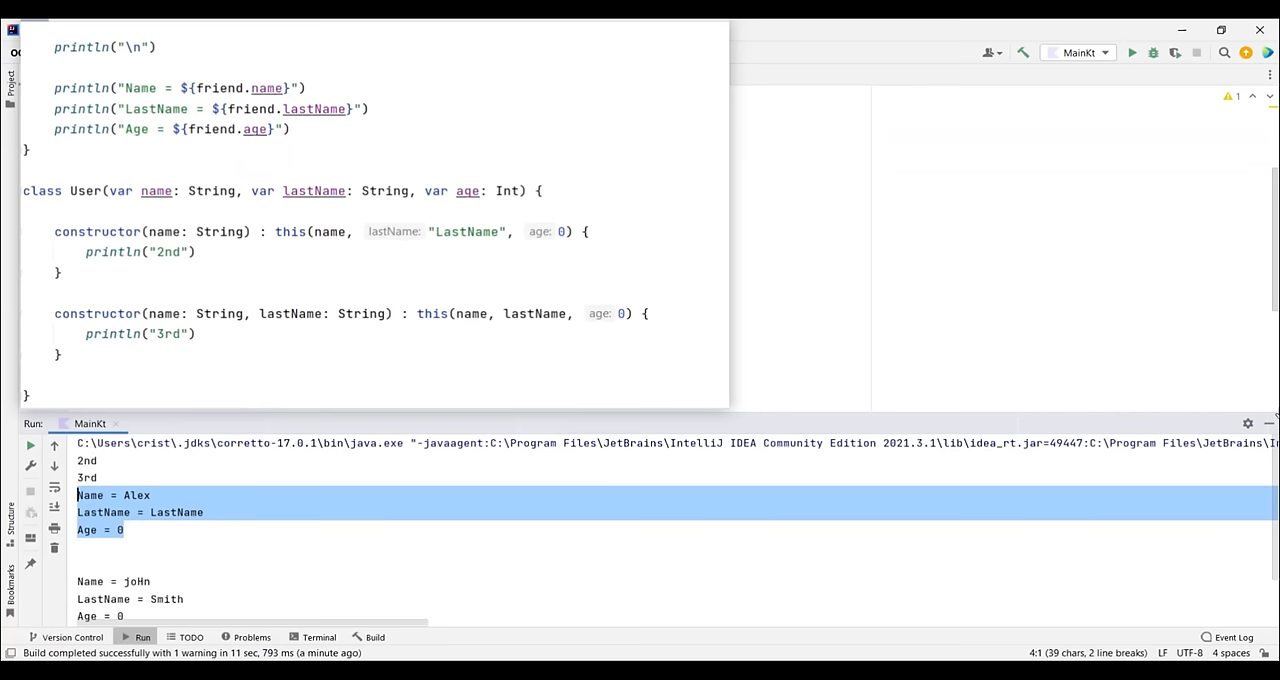 println("\n")
println("Name = ${friend.name}")
println("LastName = ${friend.lastName}")
println("Age = ${friend.age}")
}
class User(var name: String, var lastName: String, var age: Int) {
constructor(name: String) : this(name, lastName: "LastName", age: 0) {
println("2nd")
}
constructor(name: String, lastName: String) : this(name, lastName, age: 0) {
println("3rd")
}
}
MainKt
Project
1
Run: MainKt
C:\Users\crist\.jdks\corretto-17.0.1\bin\java.exe "-javaagent:C:\Program Files\JetBrains\IntelliJ IDEA Community Edition 2021.3.1\lib\idea_rt.jar=49447:C:\Program Files\JetBrains\In
2nd
3rd
Name = Alex
LastName = LastName
Age = 0
Name = joHn
LastName = Smith
Age = 0
Structure
Bookmarks
Version Control Run TODO Problems Terminal Build Event Log
Build completed successfully with 1 warning in 11 sec, 793 ms (a minute ago) 4:1 (39 chars, 2 line breaks) LF UTF-8 4 spaces